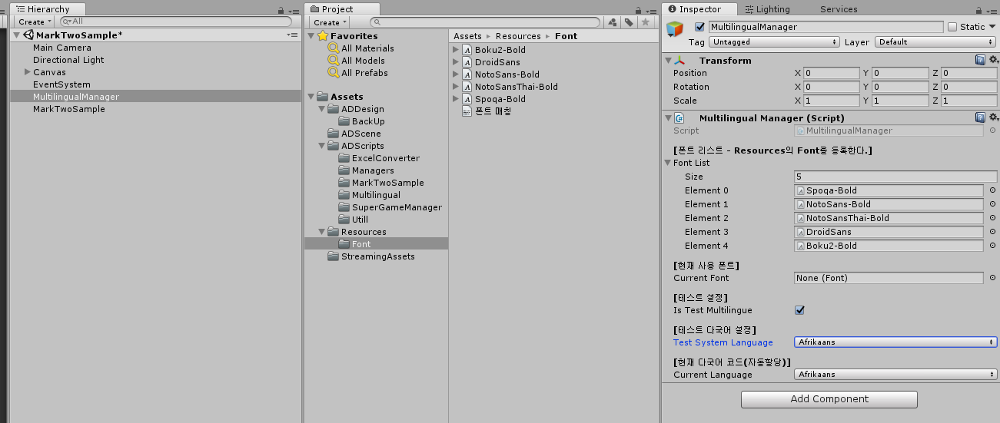 Hierarchy
Create
All
MarkTwoSample*
Main Camera
Directional Light
Canvas
EventSystem
MultilingualManager
MarkTwoSample
Project
Create
Favorites
All Materials
All Models
All Prefabs
Assets
ADDesign
BackUp
ADScene
ADScripts
ExcelConverter
Managers
MarkTwoSample
Multilingual
SuperGameManager
Utill
Resources
Font
StreamingAssets
Assets Resources Font
Boku2-Bold
DroidSans
NotoSans-Bold
NotoSansThai-Bold
Spoqa-Bold
폰트 매칭
Inspector Lighting Services
MultilingualManager Static
Tag Untagged Layer Default
Transform
Position X 0 Y 0 Z 0
Rotation X 0 Y 0 Z 0
Scale X 1 Y 1 Z 1
Multilingual Manager (Script)
Script MultilingualManager
[폰트 리스트 - Resources의 Font을 등록한다.]
Font List
Size 5
Element 0 Spoqa-Bold
Element 1 NotoSans-Bold
Element 2 NotoSansThai-Bold
Element 3 DroidSans
Element 4 Boku2-Bold
[현재 사용 폰트]
Current Font None (Font)
[테스트 설정]
Is Test Multilingue
[테스트 다국어 설정]
Test System Language Afrikaans
[현재 다국어 코드(자동할당)]
Current Language Afrikaans
Add Component